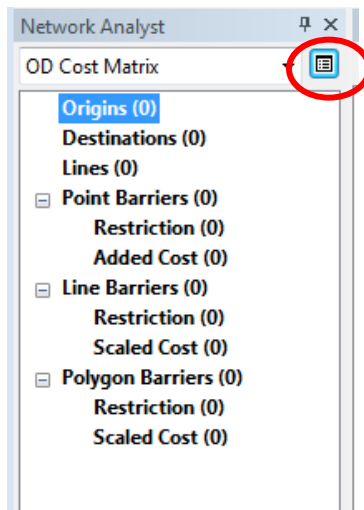 Network Analyst
OD Cost Matrix
Origins (0)
Destinations (0)
Lines (0)
Point Barriers (0)
Restriction (0)
Added Cost (0)
Line Barriers (0)
Restriction (0)
Scaled Cost (0)
Polygon Barriers (0)
Restriction (0)
Scaled Cost (0)